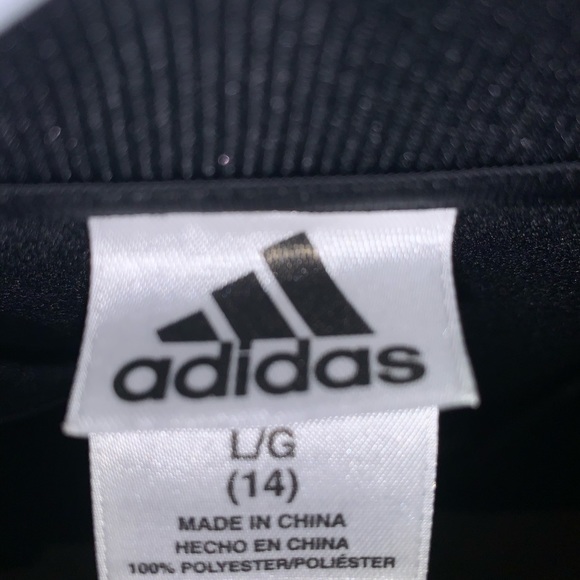 adidas
L/G
(14)
MADE IN CHINA
HECHO EN CHINA
100% POLYESTER/POLIÉSTER